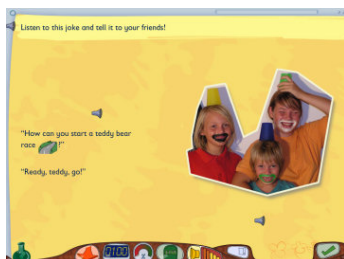 Listen to this joke and tell it to your friends!
"How can you start a teddy bear
race !"
"Ready, teddy, go!"